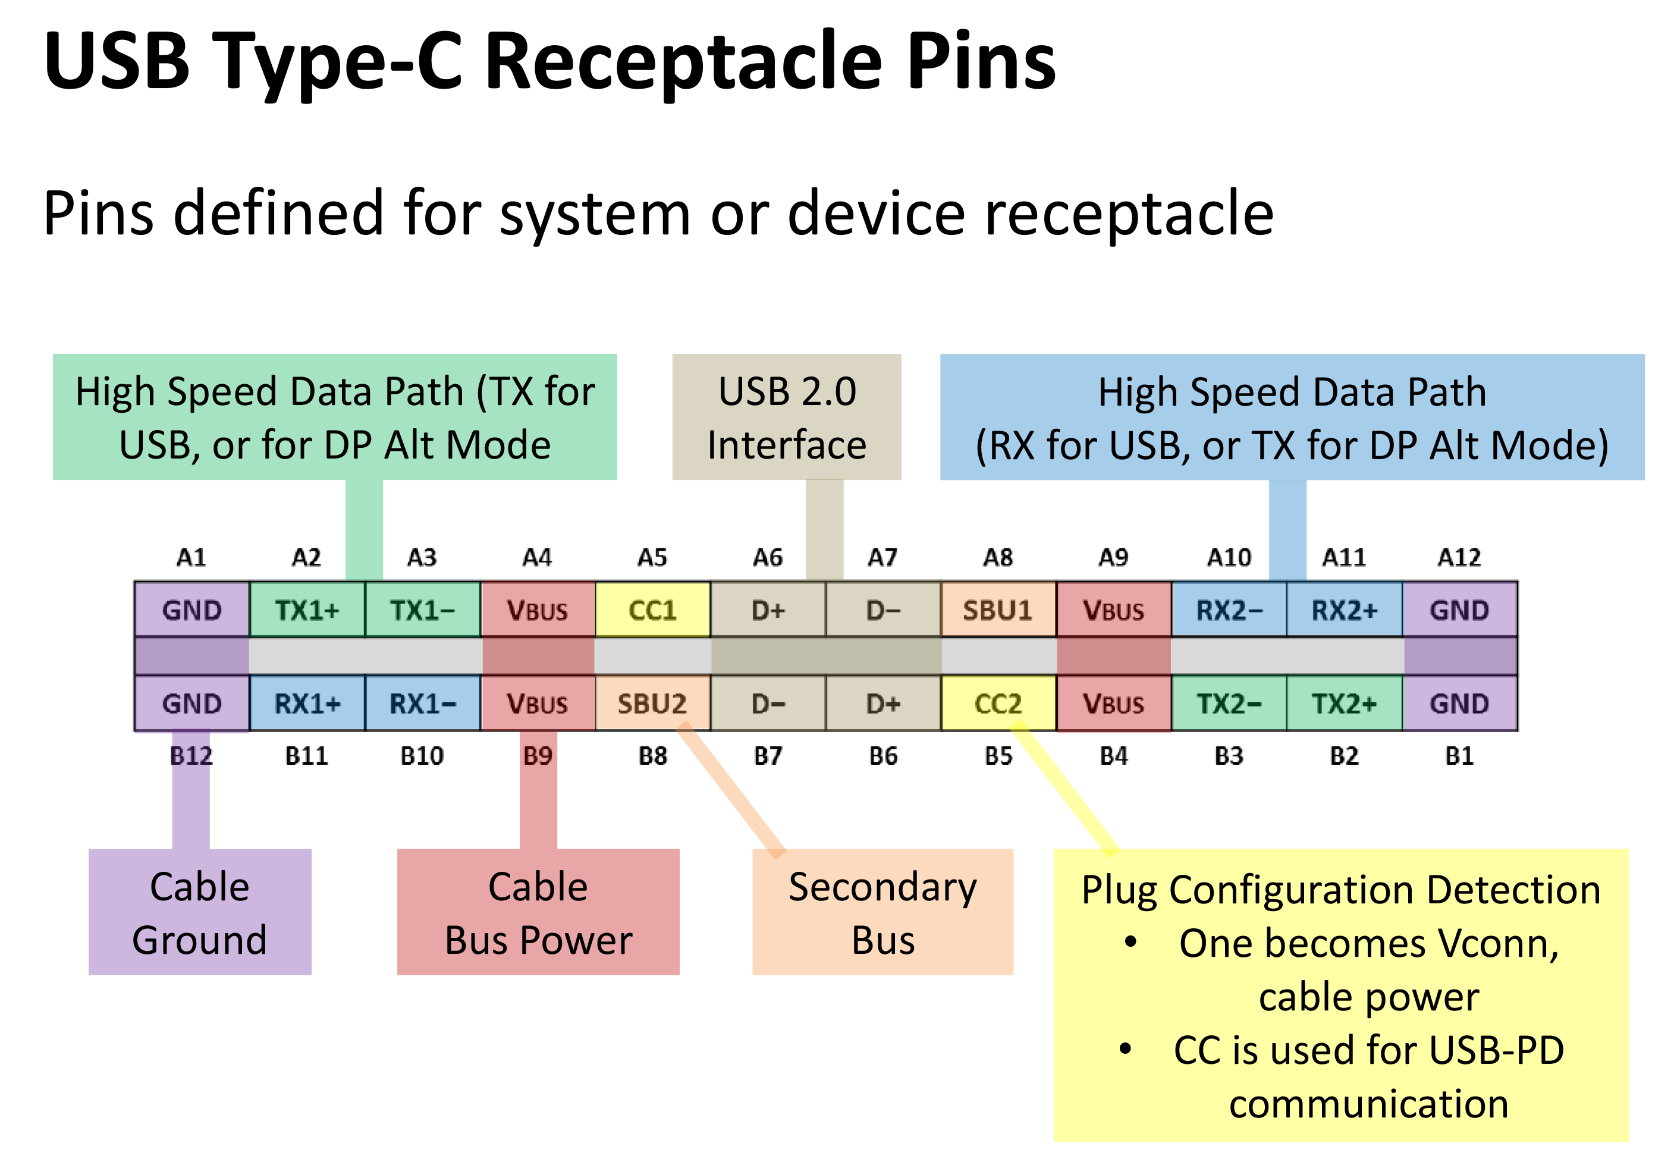 USB Type-C Receptacle Pins
Pins defined for system or device receptacle
High Speed Data Path (TX for
USB, or for DP Alt Mode
USB 2.0
Interface
High Speed Data Path
(RX for USB, or TX for DP Alt Mode)
A1 A2 A3 A4 A5 A6 A7 A8 A9 A10 A11 A12
GND TX1+ TX1− VBUS CC1 D+ D− SBU1 VBUS RX2− RX2+ GND
GND RX1+ RX1− VBUS SBU2 D− D+ CC2 VBUS TX2− TX2+ GND
B12 B11 B10 B9 B8 B7 B6 B5 B4 B3 B2 B1
Cable
Ground
Cable
Bus Power
Secondary
Bus
Plug Configuration Detection
• One becomes Vconn,
cable power
• CC is used for USB-PD
communication